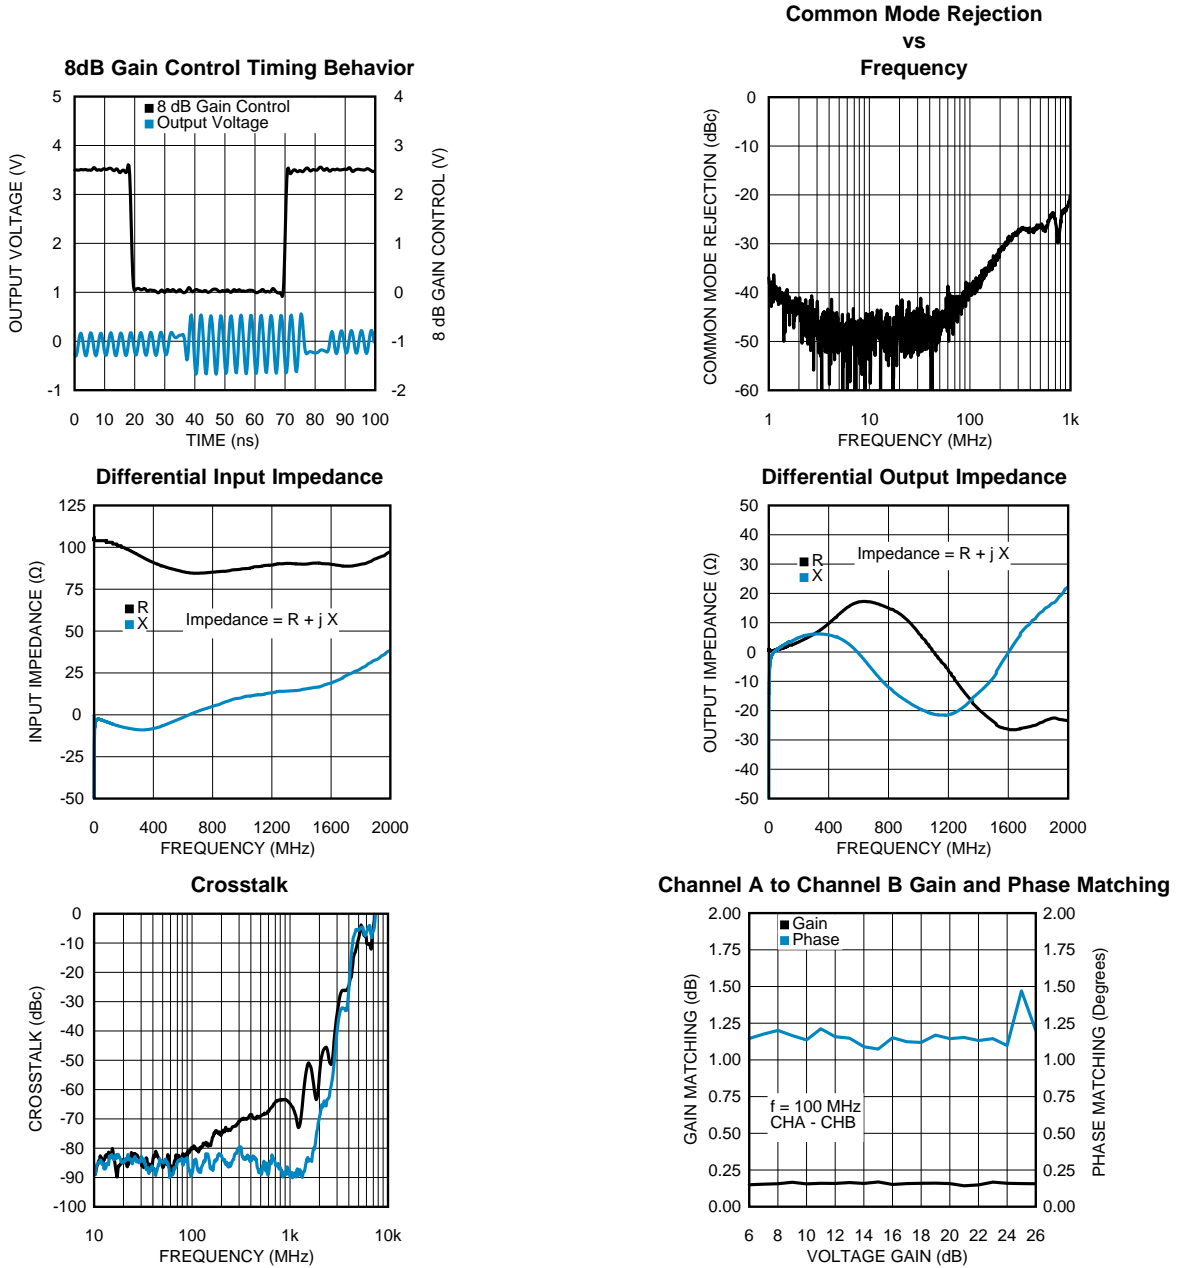 8dB Gain Control Timing Behavior
5
4
3
2
1
0
-1
4
3
2
1
0
-1
-2
8 dB Gain Control
Output Voltage
OUTPUT VOLTAGE (V)
8 dB GAIN CONTROL (V)
0 10 20 30 40 50 60 70 80 90 100
TIME (ns)
Common Mode Rejection
vs
Frequency
0
-10
-20
-30
-40
-50
-60
COMMON MODE REJECTION (dBc)
1 10 100 1k
FREQUENCY (MHz)
Differential Input Impedance
125
100
75
50
25
0
-25
-50
R
X
Impedance = R + j X
INPUT IMPEDANCE (Ω)
0 400 800 1200 1600 2000
FREQUENCY (MHz)
Differential Output Impedance
50
40
30
20
10
0
-10
-20
-30
-40
-50
R
X
Impedance = R + j X
OUTPUT IMPEDANCE (Ω)
0 400 800 1200 1600 2000
FREQUENCY (MHz)
Crosstalk
0
-10
-20
-30
-40
-50
-60
-70
-80
-90
-100
CROSSTALK (dBc)
10 100 1k 10k
FREQUENCY (MHz)
Channel A to Channel B Gain and Phase Matching
2.00
1.75
1.50
1.25
1.00
0.75
0.50
0.25
0.00
2.00
1.75
1.50
1.25
1.00
0.75
0.50
0.25
0.00
Gain
Phase
f = 100 MHz
CHA - CHB
GAIN MATCHING (dB)
PHASE MATCHING (Degrees)
6 8 10 12 14 16 18 20 22 24 26
VOLTAGE GAIN (dB)